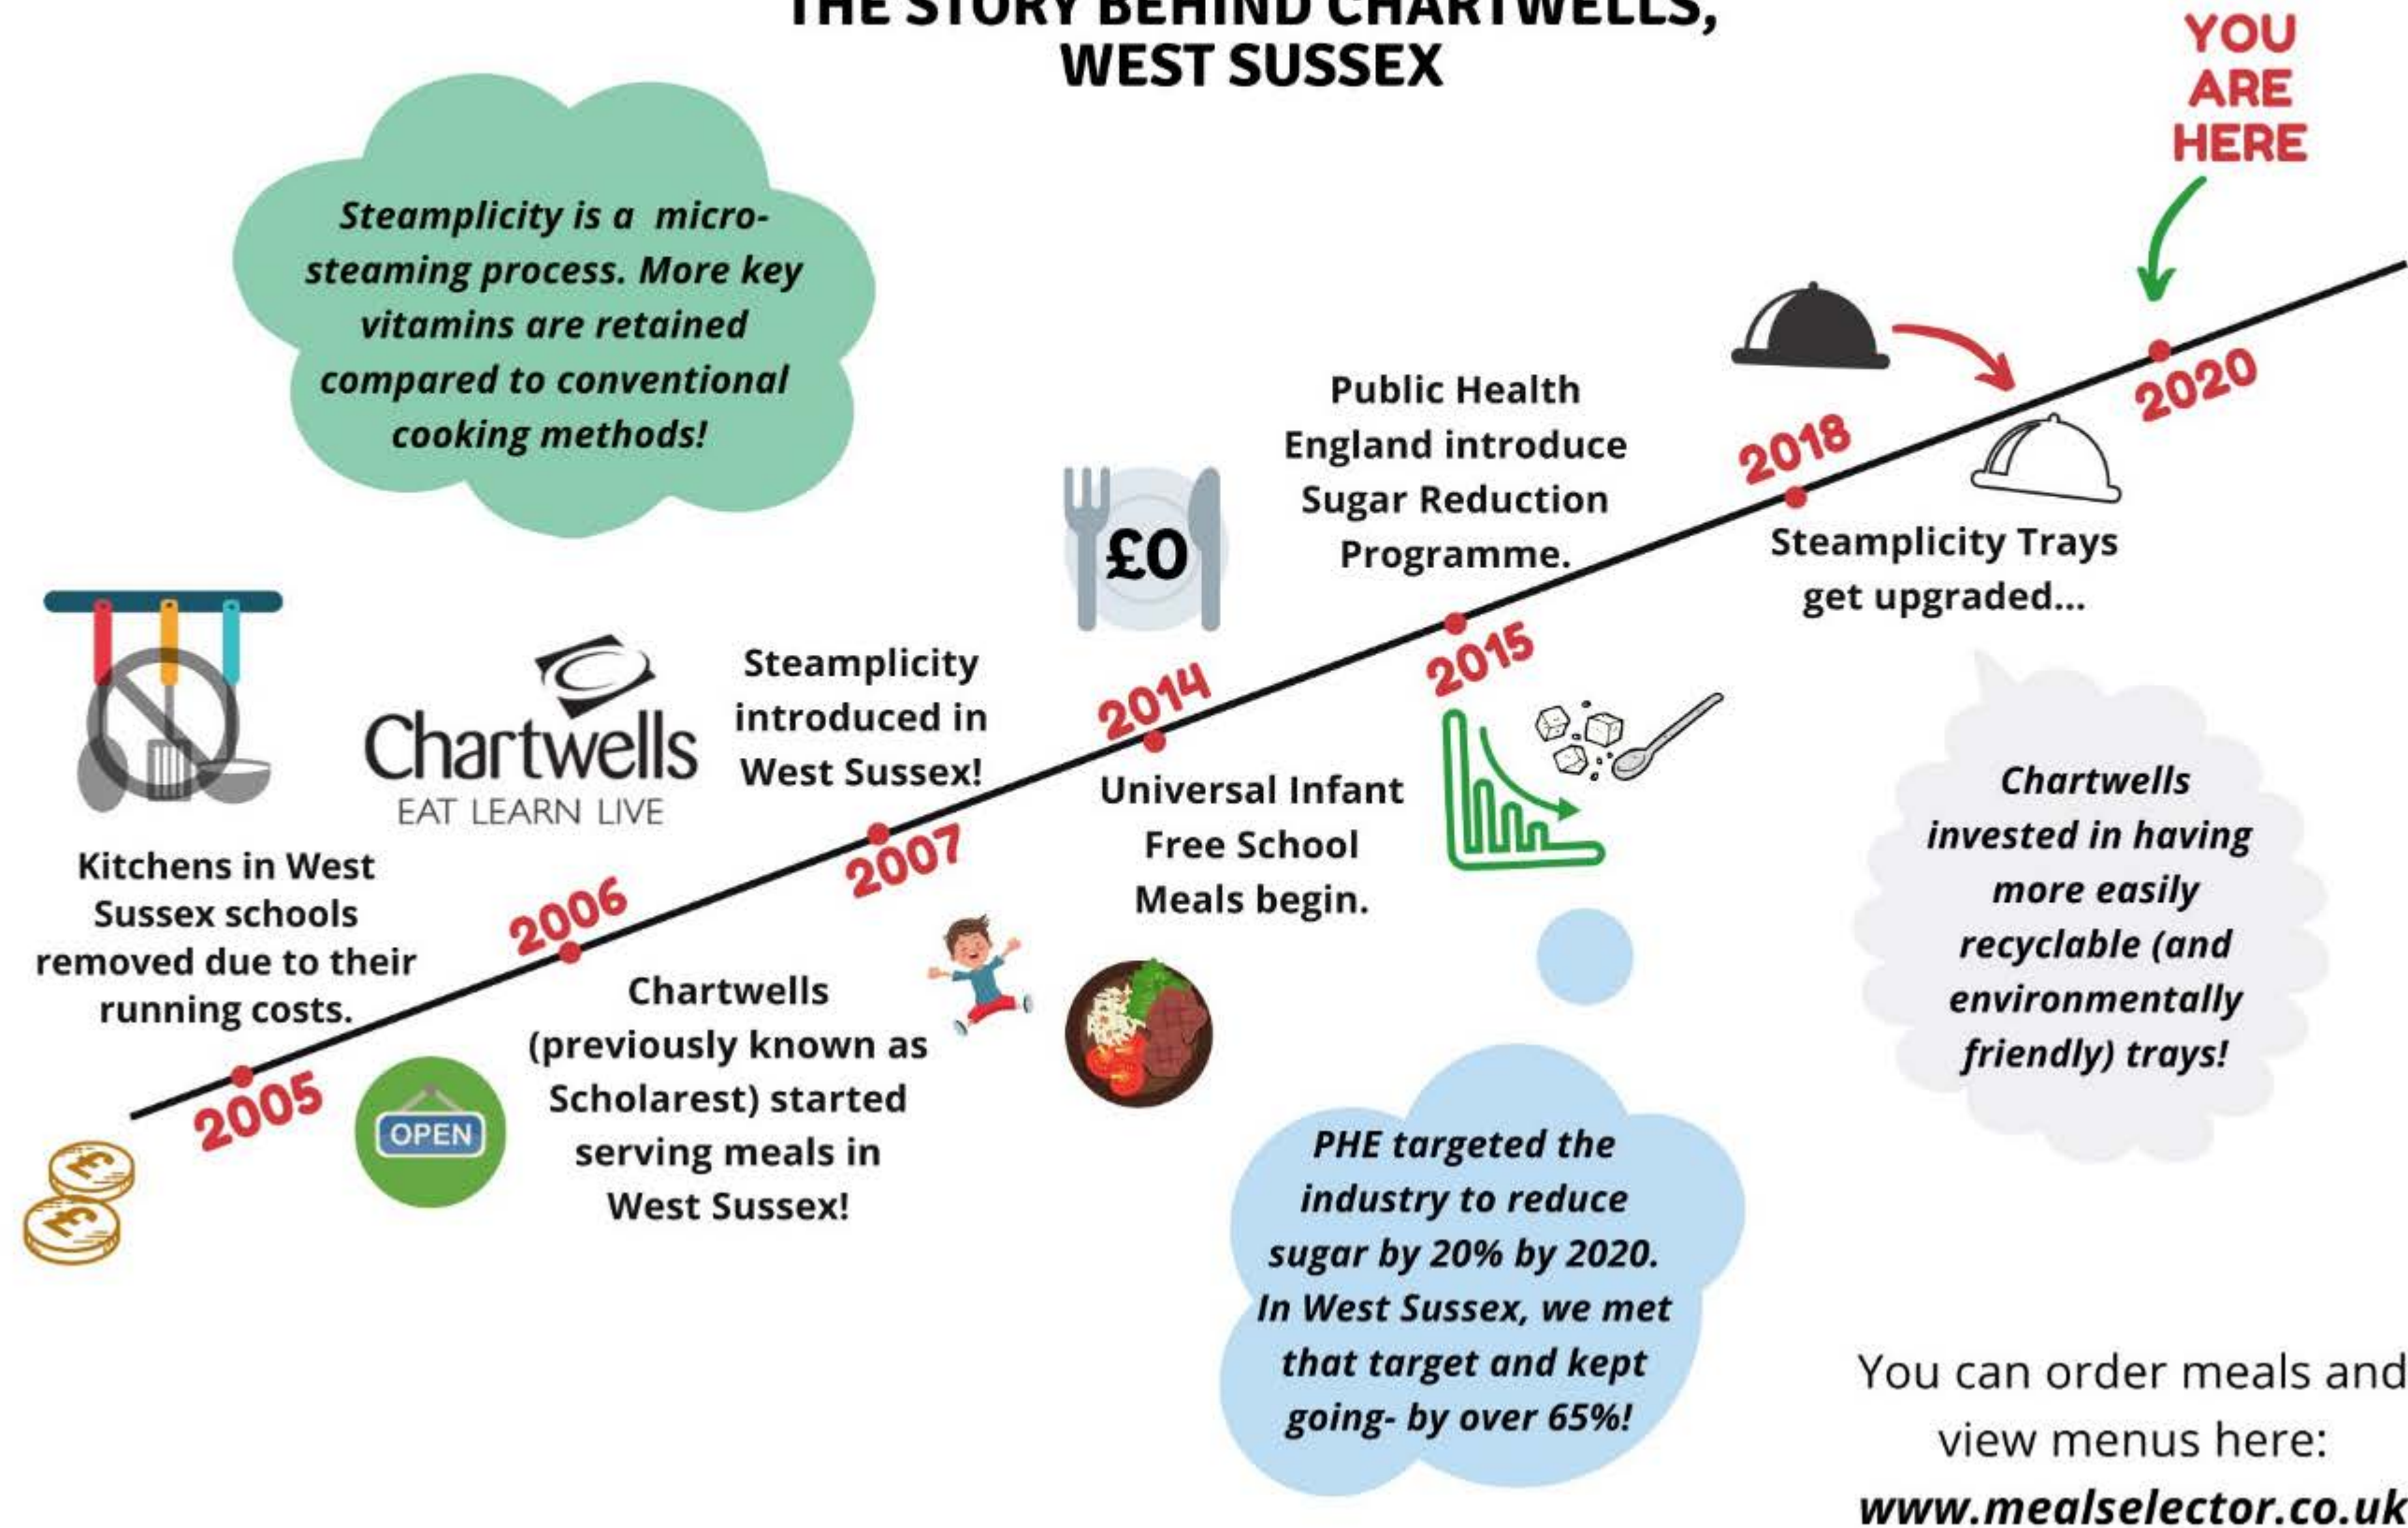 THE STORY BEHIND CHARTWELLS,
WEST SUSSEX
YOU
ARE
HERE
Steamplicity is a micro-
steaming process. More key
vitamins are retained
compared to conventional
cooking methods!
Kitchens in West
Sussex schools
removed due to their
running costs.
2005
£
£
Chartwells
EAT LEARN LIVE
2006
OPEN
Chartwells
(previously known as
Scholarest) started
serving meals in
West Sussex!
Steamplicity
introduced in
West Sussex!
2007
£0
2014
Universal Infant
Free School
Meals begin.
Public Health
England introduce
Sugar Reduction
Programme.
2015
PHE targeted the
industry to reduce
sugar by 20% by 2020.
In West Sussex, we met
that target and kept
going- by over 65%!
2018
Steamplicity Trays
get upgraded...
Chartwells
invested in having
more easily
recyclable (and
environmentally
friendly) trays!
2020
You can order meals and
view menus here:
www.mealselector.co.uk